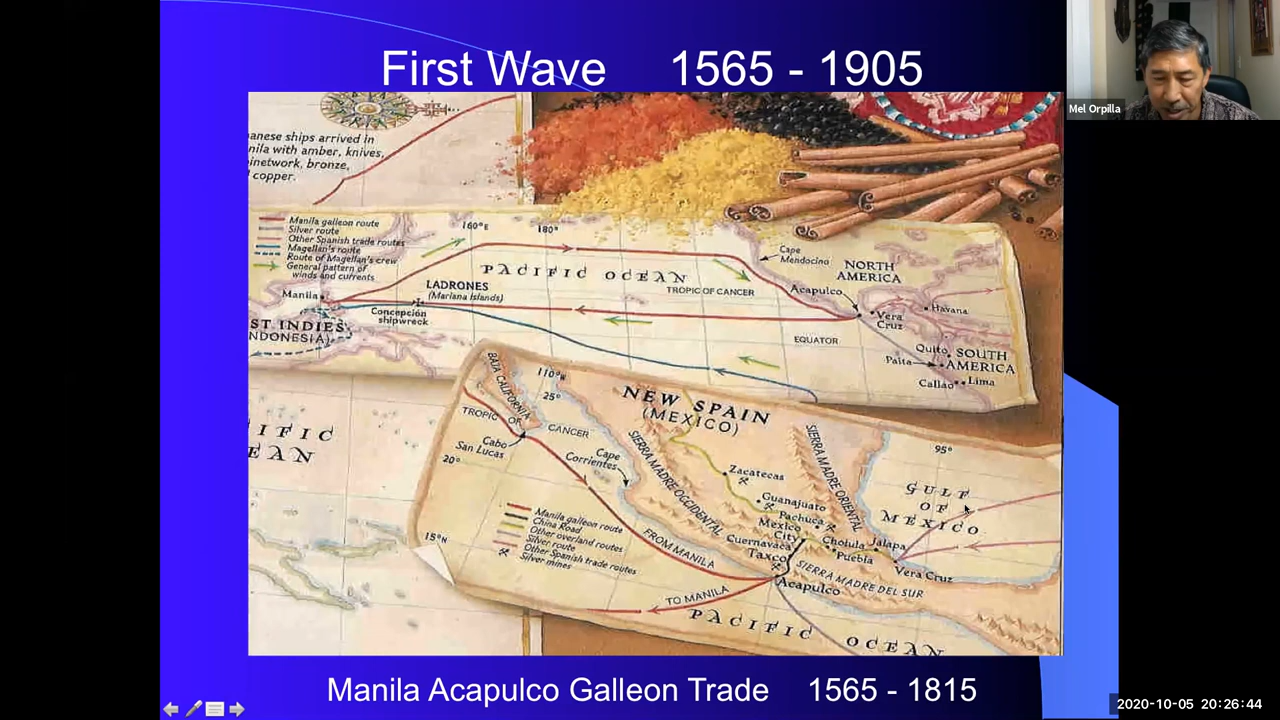 First Wave 1565 - 1905
Mel Orpilla
anese ships arrived in
nila with amber, knives,
inetwork, bronze,
copper.
Manila galleon route
Silver route
Other Spanish trade routes
Magellan's route
Route of Magellan's crew
General pattern of
winds and currents
160°E
180°
PACIFIC OCEAN
Cape
Mendocino
NORTH
AMERICA
TROPIC OF CANCER
Acapulco
LADRONES
(Mariana Islands)
Manila
Concepción
shipwreck
Vera
Cruz
Havana
ST INDIES
NDONESIA)
EQUATOR
Quito
SOUTH
AMERICA
Paita
Callao
Lima
IFIC
EAN
BAJA CALIFORNIA
110°W
25°
NEW SPAIN
(MEXICO)
TROPIC OF
CANCER
Cabo
San Lucas
20°
Cape
Corrientes
SIERRA MADRE OCCIDENTAL
SIERRA MADRE ORIENTAL
95°
GULF
OF
MEXICO
Zacatecas
Guanajuato
Pachuca
Mexico
City
Cuernavaca
Taxco
Cholula
Jalapa
Puebla
Vera Cruz
SIERRA MADRE DEL SUR
Acapulco
15°N
Manila galleon route
China Road
Other overland routes
Silver route
Other Spanish trade routes
Silver mines
FROM MANILA
TO MANILA
PACIFIC OCEAN
Manila Acapulco Galleon Trade 1565 - 1815
2020-10-05 20:26:44